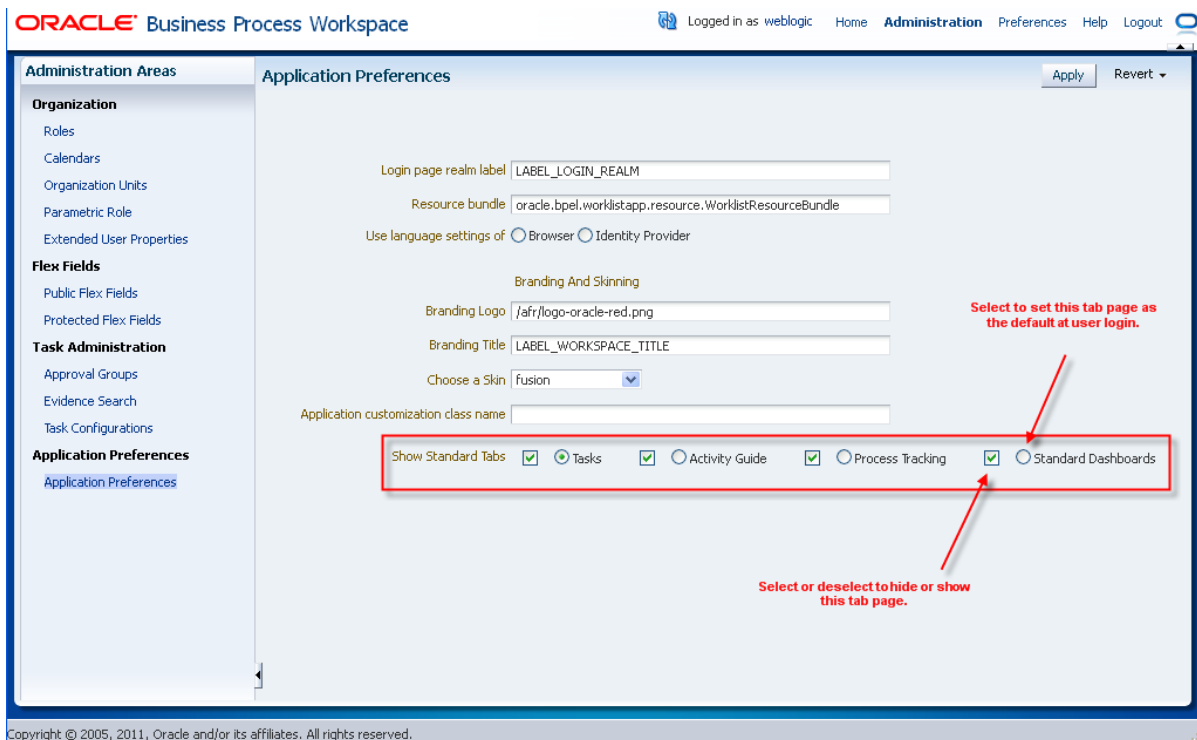 ORACLE Business Process Workspace
Logged in as weblogic Home Administration Preferences Help Logout
Administration Areas
Organization
Roles
Calendars
Organization Units
Parametric Role
Extended User Properties
Flex Fields
Public Flex Fields
Protected Flex Fields
Task Administration
Approval Groups
Evidence Search
Task Configurations
Application Preferences
Application Preferences
Application Preferences
Apply Revert
Login page realm label LABEL_LOGIN_REALM
Resource bundle oracle.bpel.worklistapp.resource.WorklistResourceBundle
Use language settings of Browser Identity Provider
Branding And Skinning
Branding Logo /afr/logo-oracle-red.png
Branding Title LABEL_WORKSPACE_TITLE
Choose a Skin fusion
Application customization class name
Select to set this tab page as
the default at user login.
Show Standard Tabs Tasks Activity Guide Process Tracking Standard Dashboards
Select or deselect to hide or show
this tab page.
Copyright © 2005, 2011, Oracle and/or its affiliates. All rights reserved.